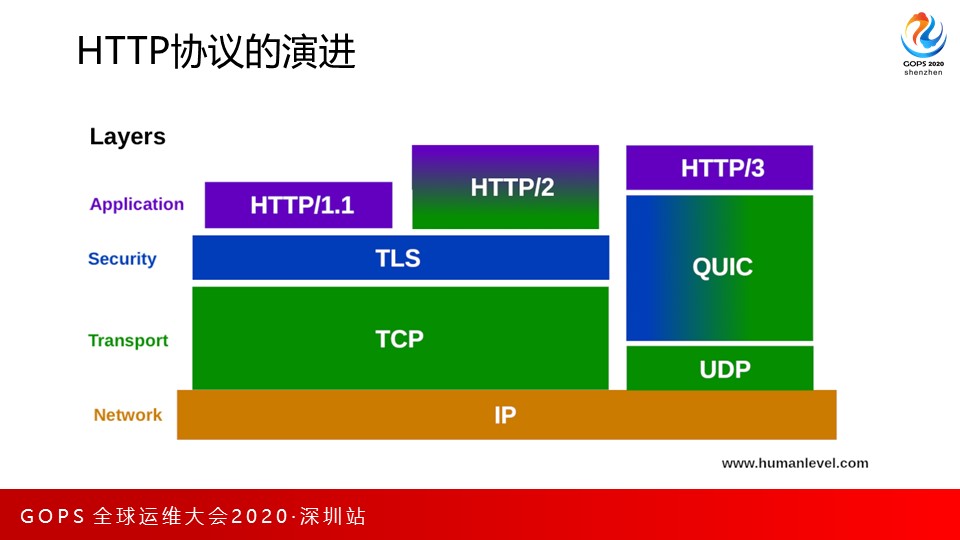 HTTP协议的演进
GOPS 2020
shenzhen
Layers
Application
HTTP/1.1
HTTP/2
HTTP/3
Security
TLS
QUIC
Transport
TCP
UDP
Network
IP
www.humanlevel.com
GOPS 全球运维大会2020·深圳站